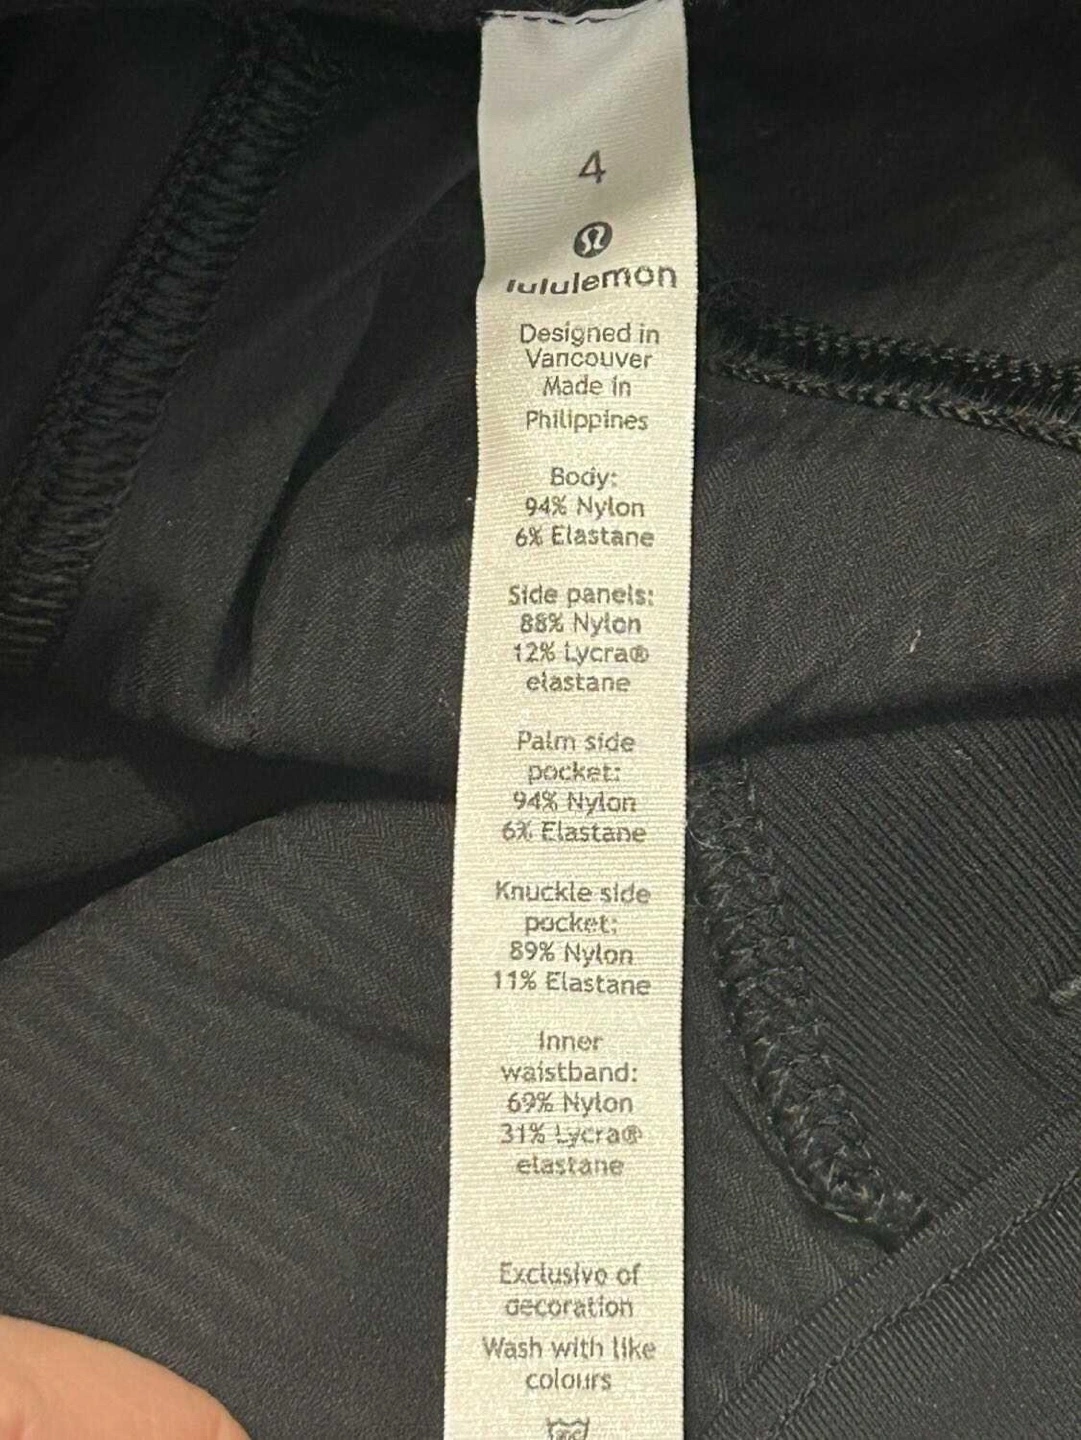 4
lululemon
Designed in
Vancouver
Made in
Philippines
Body:
94% Nylon
6% Elastane
Side panels:
88% Nylon
12% Lycra®
elastane
Palm side
pocket:
94% Nylon
6% Elastane
Knuckle side
pocket:
89% Nylon
11% Elastane
Inner
waistband:
69% Nylon
31% Lycra®
elastane
Exclusive of
decoration
Wash with like
colours